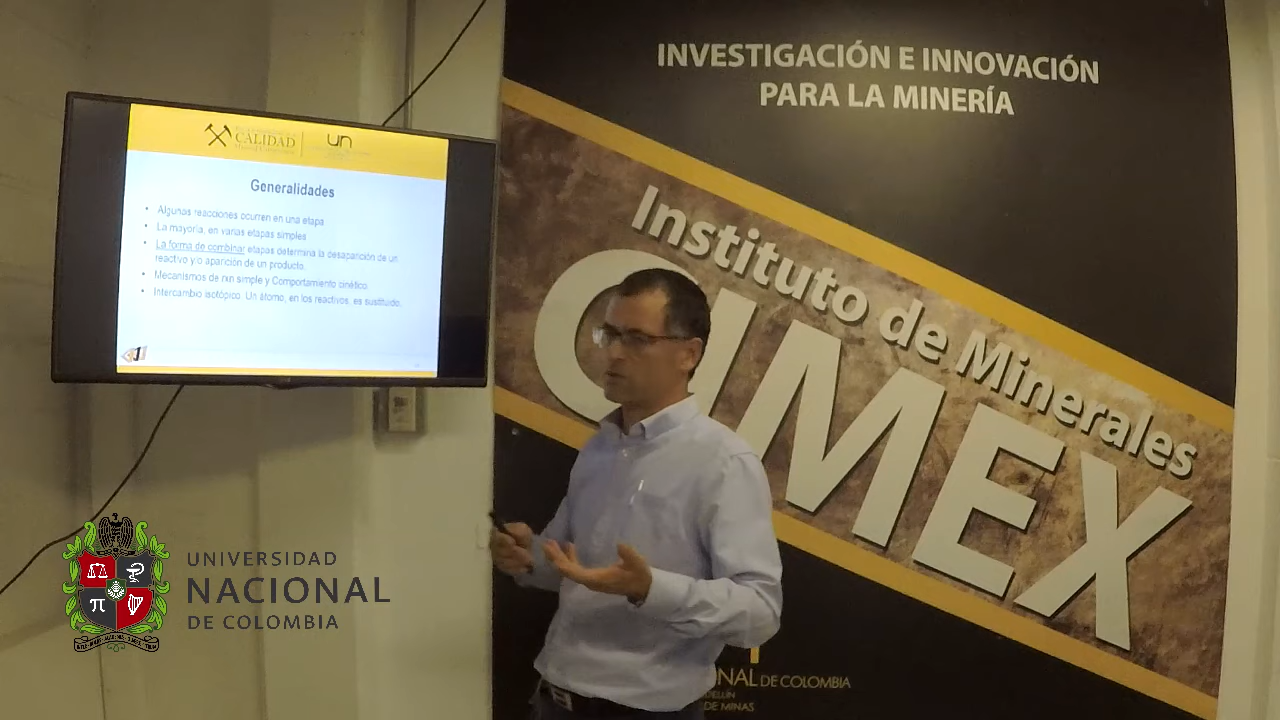 INVESTIGACIÓN E INNOVACIÓN
PARA LA MINERÍA
Instituto de Minerales
CIMEX
CALIDAD
un
Generalidades
• Algunas reacciones ocurren en una etapa
• La mayoría, en varias etapas simples
• La forma de combinar etapas determina la desaparición de un
reactivo y/o aparición de un producto.
• Mecanismos de rxn simple y Comportamiento cinético.
• Intercambio isotópico. Un átomo, en los reactivos, es sustituido.
UNIVERSIDAD
NACIONAL
DE COLOMBIA
NAL DE COLOMBIA
DELLÍN
DE MINAS